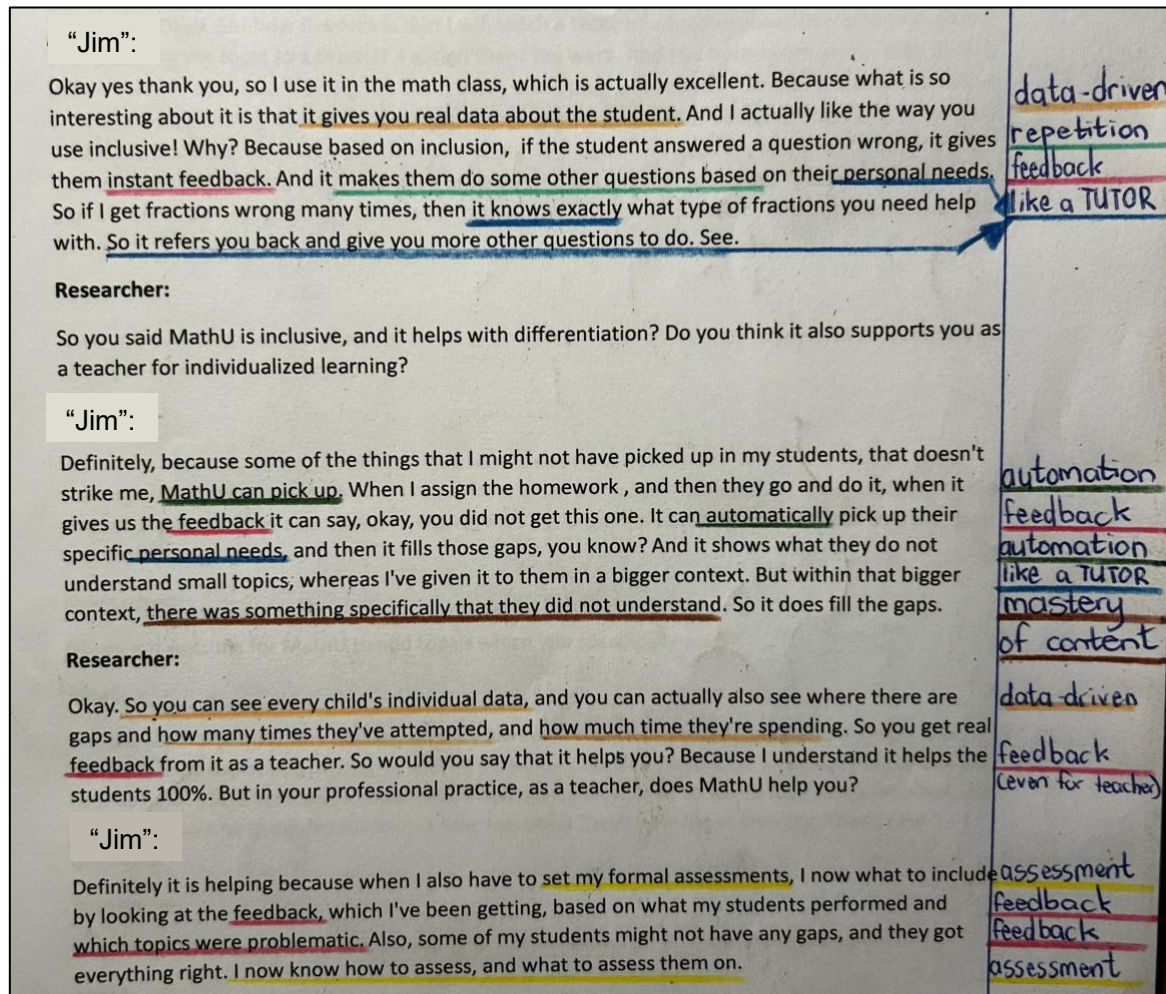 “Jim”:
Okay yes thank you, so I use it in the math class, which is actually excellent. Because what is so
interesting about it is that it gives you real data about the student. And I actually like the way you
use inclusive! Why? Because based on inclusion, if the student answered a question wrong, it gives
them instant feedback. And it makes them do some other questions based on their personal needs.
So if I get fractions wrong many times, then it knows exactly what type of fractions you need help
with. So it refers you back and give you more other questions to do. See.
data-driven
repetition
feedback
like a TUTOR
Researcher:
So you said MathU is inclusive, and it helps with differentiation? Do you think it also supports you as
a teacher for individualized learning?
“Jim”:
Definitely, because some of the things that I might not have picked up in my students, that doesn't
strike me, MathU can pick up. When I assign the homework , and then they go and do it, when it
gives us the feedback it can say, okay, you did not get this one. It can automatically pick up their
specific personal needs, and then it fills those gaps, you know? And it shows what they do not
understand small topics, whereas I've given it to them in a bigger context. But within that bigger
context, there was something specifically that they did not understand. So it does fill the gaps.
automation
feedback
automation
like a TUTOR
mastery
of content
Researcher:
Okay. So you can see every child's individual data, and you can actually also see where there are
gaps and how many times they've attempted, and how much time they're spending. So you get real
feedback from it as a teacher. So would you say that it helps you? Because I understand it helps the
students 100%. But in your professional practice, as a teacher, does MathU help you?
data-driven
feedback
(even for teacher)
“Jim”:
Definitely it is helping because when I also have to set my formal assessments, I now what to include
by looking at the feedback, which I've been getting, based on what my students performed and
which topics were problematic. Also, some of my students might not have any gaps, and they got
everything right. I now know how to assess, and what to assess them on.
assessment
feedback
feedback
assessment